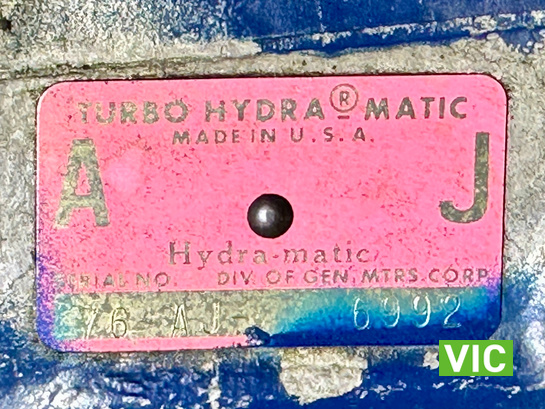 TURBO HYDRA®MATIC
MADE IN U.S.A.
A J
Hydra-matic
SERIAL NO. DIV. OF GEN. MTRS. CORP.
76 AJ 6992
VIC